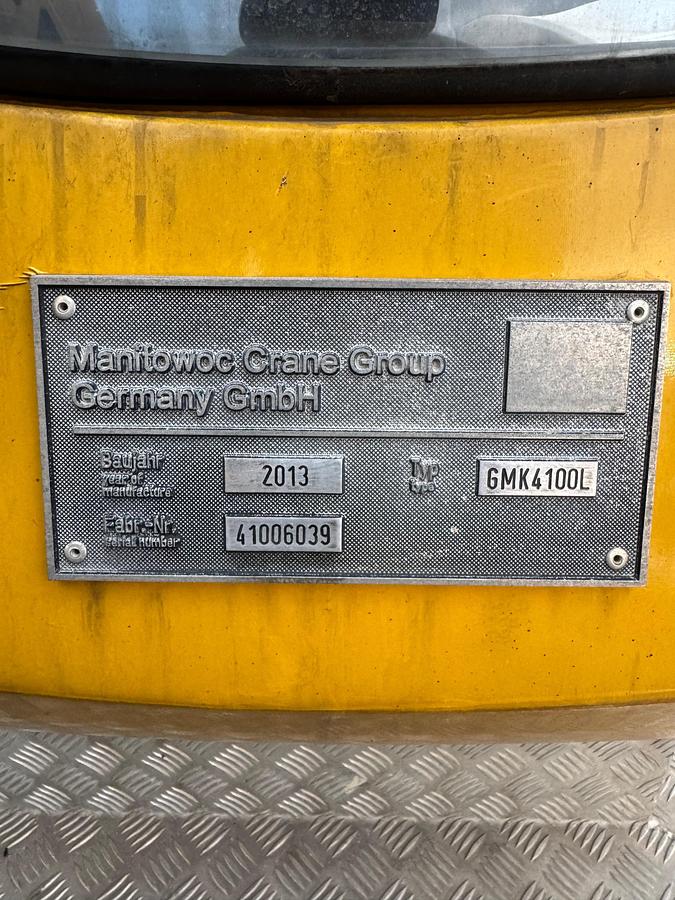 Manitowoc Crane Group
Germany GmbH
Baujahr
year of
manufacture
2013
Typ
type
GMK4100L
Fabr.-Nr.
serial number
41006039